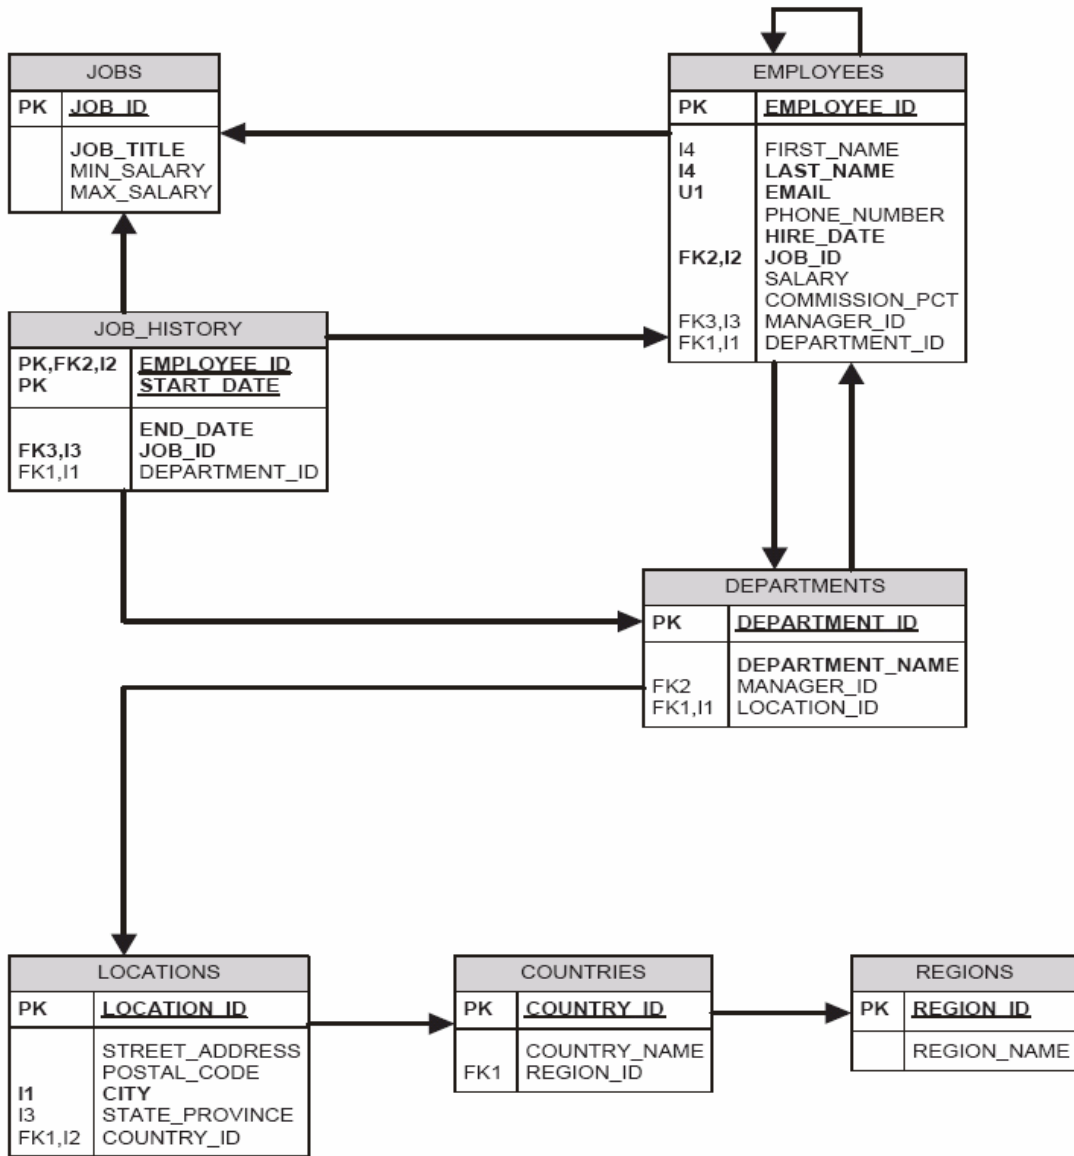 JOBS
PK JOB_ID
JOB_TITLE
MIN_SALARY
MAX_SALARY
EMPLOYEES
PK EMPLOYEE_ID
I4 FIRST_NAME
I4 LAST_NAME
U1 EMAIL
PHONE_NUMBER
HIRE_DATE
FK2,I2 JOB_ID
SALARY
COMMISSION_PCT
FK3,I3 MANAGER_ID
FK1,I1 DEPARTMENT_ID
JOB_HISTORY
PK,FK2,I2 EMPLOYEE_ID
PK START_DATE
END_DATE
FK3,I3 JOB_ID
FK1,I1 DEPARTMENT_ID
DEPARTMENTS
PK DEPARTMENT_ID
DEPARTMENT_NAME
FK2 MANAGER_ID
FK1,I1 LOCATION_ID
LOCATIONS
PK LOCATION_ID
STREET_ADDRESS
POSTAL_CODE
I1 CITY
I3 STATE_PROVINCE
FK1,I2 COUNTRY_ID
COUNTRIES
PK COUNTRY_ID
COUNTRY_NAME
FK1 REGION_ID
REGIONS
PK REGION_ID
REGION_NAME